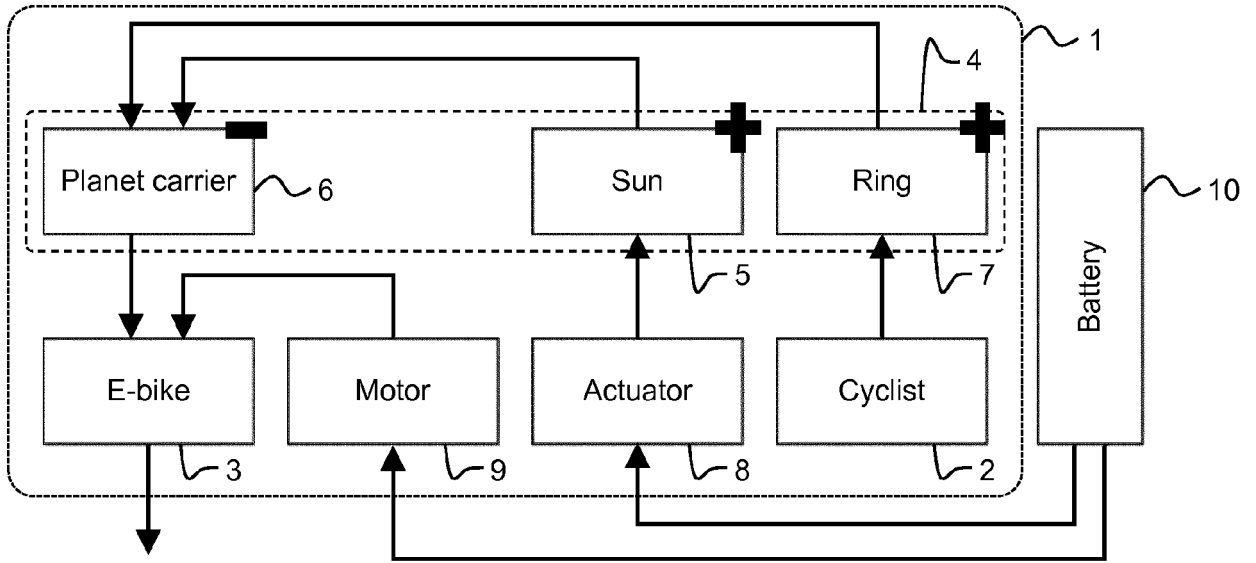 1
4
Planet carrier
6
Sun
5
Ring
7
Battery
10
E-bike
3
Motor
9
Actuator
8
Cyclist
2